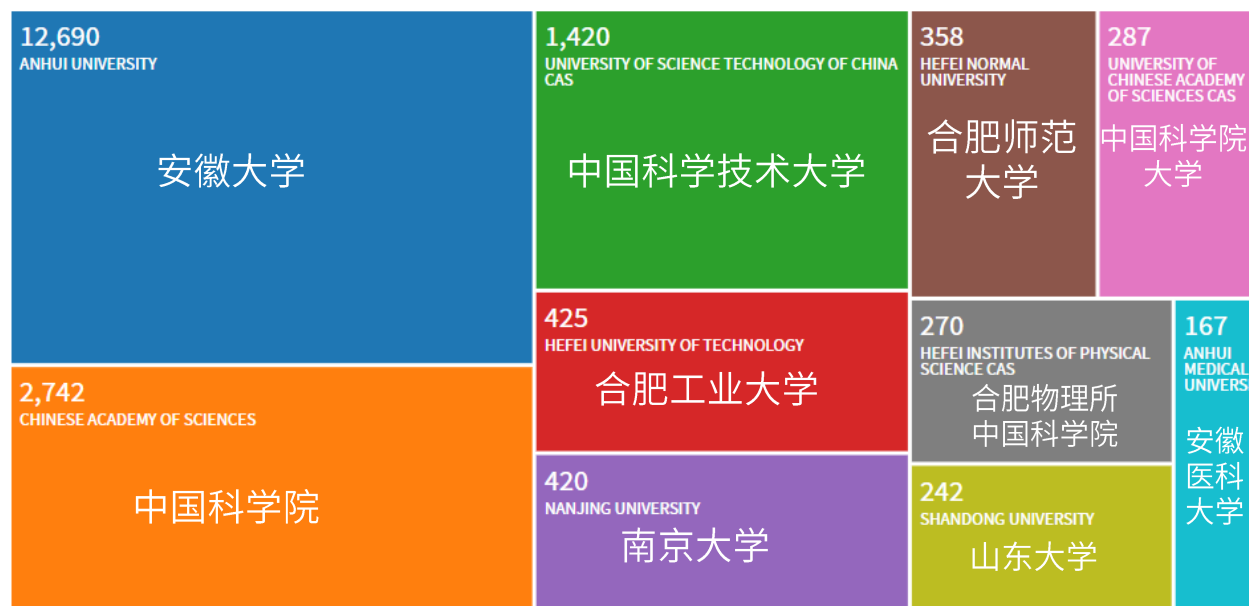 12,690
ANHUI UNIVERSITY
安徽大学
2,742
CHINESE ACADEMY OF SCIENCES
中国科学院
1,420
UNIVERSITY OF SCIENCE TECHNOLOGY OF CHINA
CAS
中国科学技术大学
425
HEFEI UNIVERSITY OF TECHNOLOGY
合肥工业大学
420
NANJING UNIVERSITY
南京大学
358
HEFEI NORMAL
UNIVERSITY
合肥师范
大学
287
UNIVERSITY OF
CHINESE ACADEMY
OF SCIENCES CAS
中国科学院
大学
270
HEFEI INSTITUTES OF PHYSICAL
SCIENCE CAS
合肥物理所
中国科学院
242
SHANDONG UNIVERSITY
山东大学
167
ANHUI
MEDICAL
UNIVERS
安徽
医科
大学